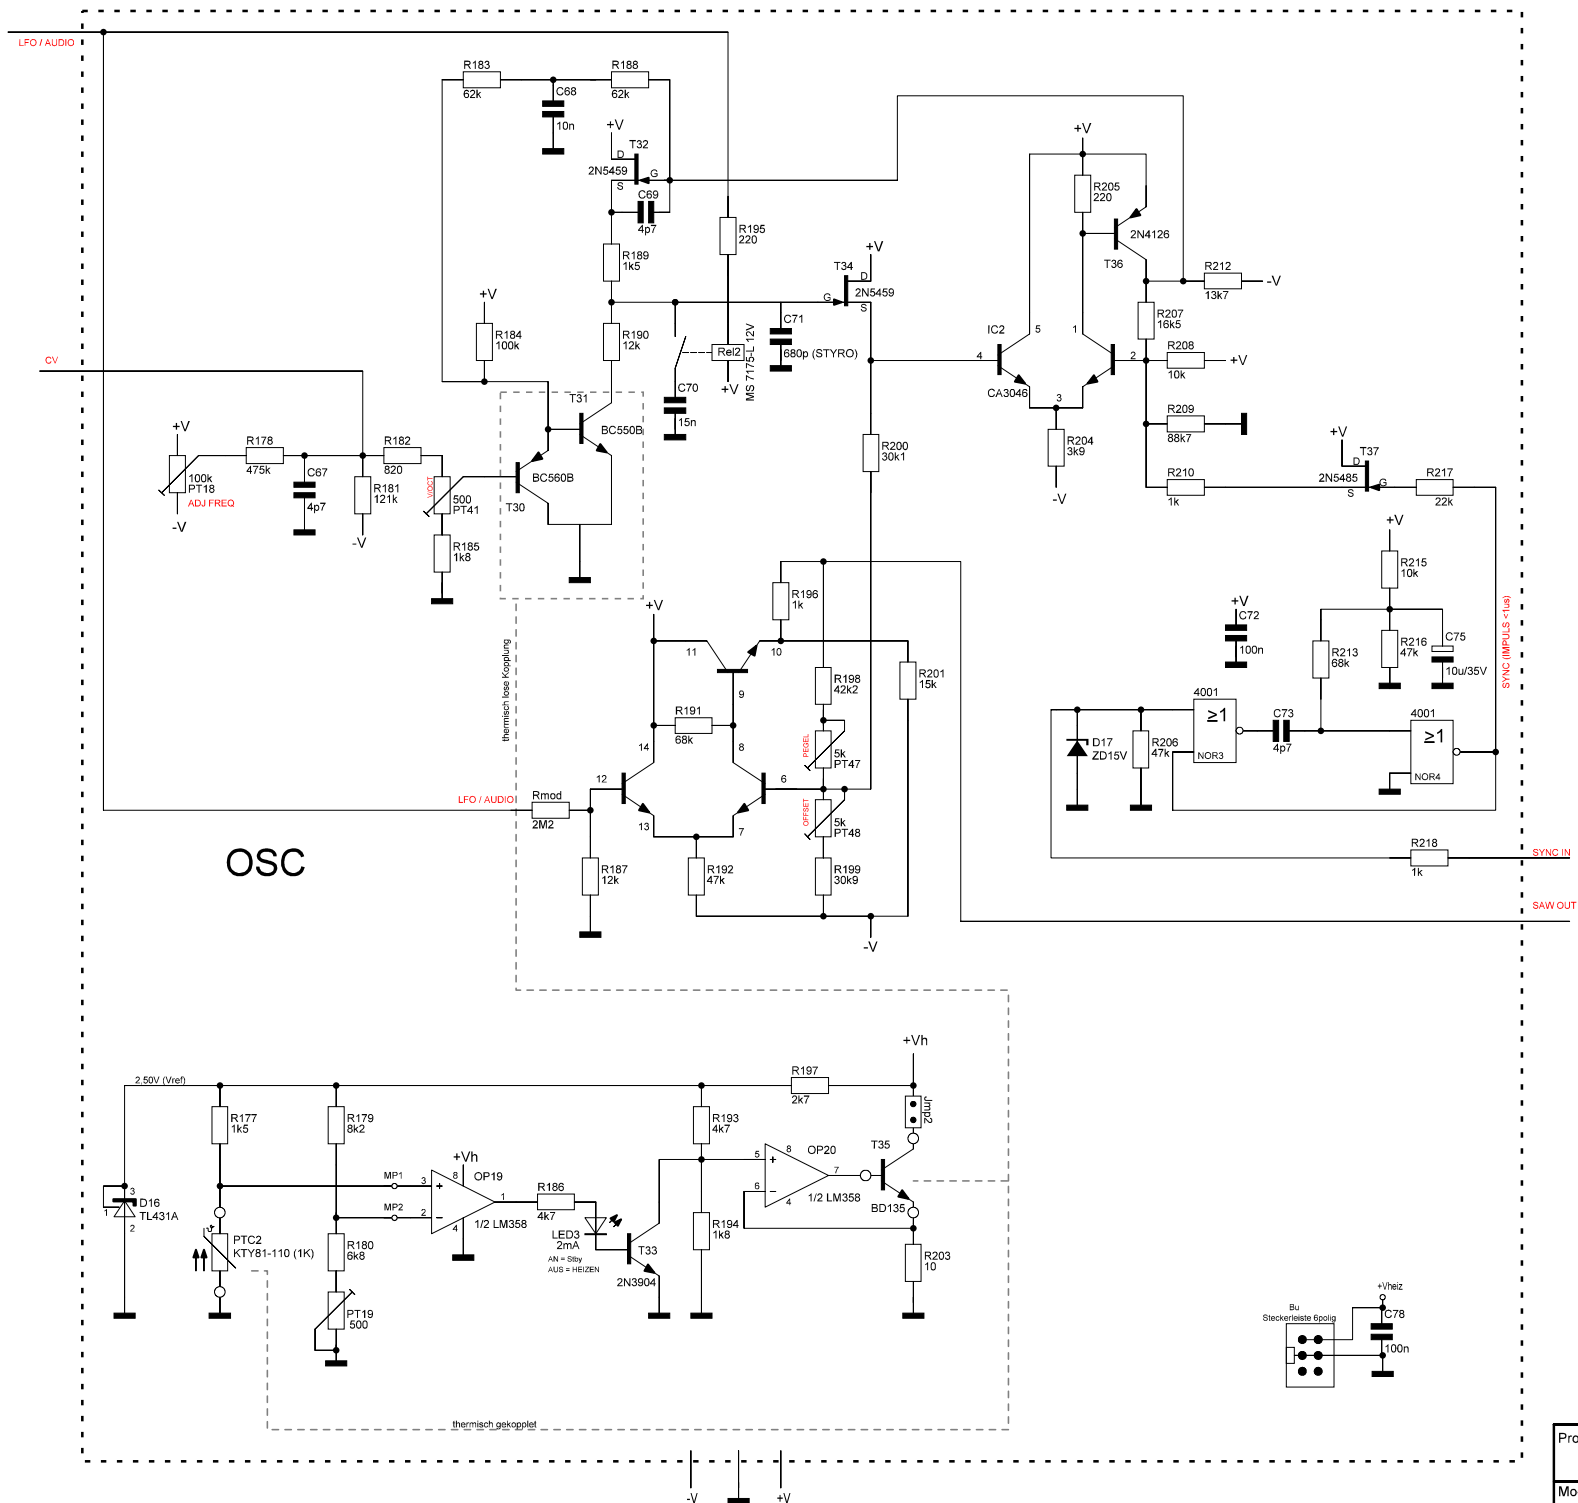 LFO / AUDIO
R183
62k
R188
62k
C68
10n
+V
T32
D
2N5459
G
S
C69
4p7
R189
1k5
R195
220
+V
T34
D
2N5459
G
S
+V
R205
220
2N4126
T36
R212
13k7
-V
R207
16k5
IC2
5
1
4
2
CA3046
3
R208
10k
+V
R209
88k7
R204
3k9
-V
R210
1k
+V
T37
D
2N5485
S
G
R217
22k
+V
R184
100k
R190
12k
C71
680p (STYRO)
Rel2
+V
MS 7175-L 12V
C70
15n
CV
T31
BC550B
BC560B
T30
+V
100k
PT18
-V
ADJ FREQ
R178
475k
C67
4p7
R182
820
R181
121k
-V
V/OCT
500
PT41
R185
1k8
R200
30k1
thermisch lose Kopplung
+V
R196
1k
11
10
9
R191
68k
14
8
12
13
7
6
R198
42k2
PEGEL
5k
PT47
OFFSET
5k
PT48
R201
15k
R192
47k
R199
30k9
-V
LFO / AUDIO
Rmod
2M2
R187
12k
OSC
+V
R215
10k
+V
C72
100n
R213
68k
R216
47k
C75
10u/35V
SYNC (IMPULS <1us)
4001
≥1
NOR3
C73
4p7
4001
≥1
NOR4
D17
ZD15V
R206
47k
R218
1k
SYNC IN
SAW OUT
2,50V (Vref)
R177
1k5
R179
8k2
MP1
MP2
+Vh
OP19
3
8
2
4
1
+
−
1/2 LM358
R186
4k7
LED3
2mA
AN = Stby
AUS = HEIZEN
T33
2N3904
R193
4k7
R194
1k8
R197
2k7
+Vh
Jmp2
OP20
5
8
6
4
7
+
−
1/2 LM358
T35
BD135
R203
10
3
1
2
D16
TL431A
PTC2
KTY81-110 (1K)
R180
6k8
PT19
500
thermisch gekopplet
+Vheiz
Bu
Steckerleiste 6polig
C78
100n
-V
+V
Pro
Mo